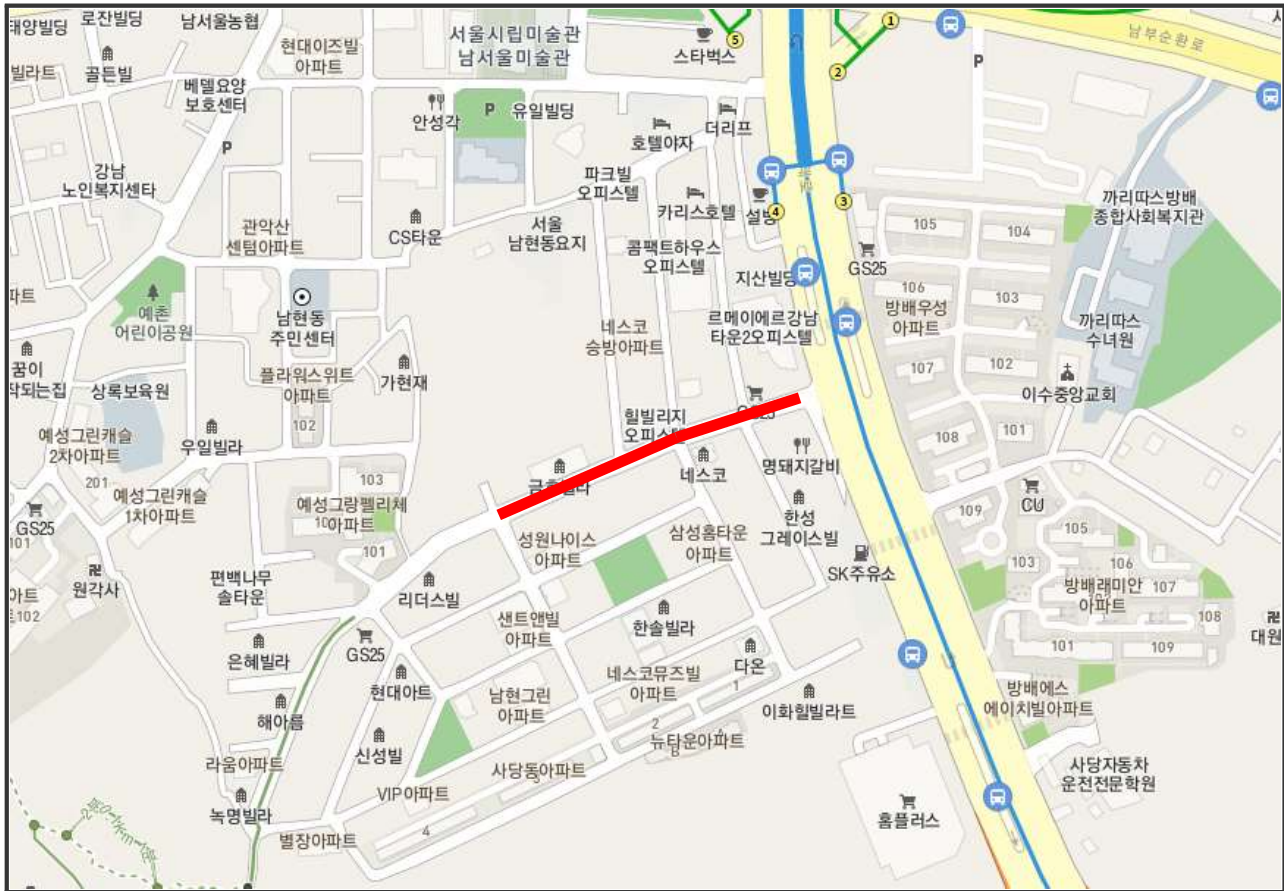 로잔빌딩
남서울농협
태양빌딩
현대이즈빌
아파트
서울시립미술관
남서울미술관
5
스타벅스
1
2
남부순환로
P
빌라트
골든빌
베델요양
보호센터
P
안성각
P
유일빌딩
호텔야자
더리프
강남
노인복지센타
파크빌
오피스텔
카리스호텔
설빙
4
3
까리따스방배
종합사회복지관
관악산
센텀아파트
CS타운
서울
남현동요지
콤팩트하우스
오피스텔
지산빌딩
GS25
105
104
106
103
방배우성
아파트
예촌
어린이공원
남현동
주민센터
네스코
승방아파트
르메이에르강남
타운2오피스텔
까리따스
수녀원
107
102
이수중앙교회
꿈이
작되는집
상록보육원
플라워스위트
아파트
가현재
102
힐빌리지
오피스텔
108
101
예성그린캐슬
2차아파트
우일빌라
네스코
명돼지갈비
201
예성그린캐슬
1차아파트
103
예성그랑펠리체
아파트
101
GS25
101
109
CU
한성
그레이스빌
성원나이스
아파트
삼성홈타운
아파트
SK주유소
105
103
106
107
방배래미안
아파트
108
101
109
원각사
편백나무
솔타운
리더스빌
아트
102
샌트앤빌
아파트
한솔빌라
대원
은혜빌라
GS25
현대아트
네스코뮤즈빌
아파트
다온
1
남현그린
아파트
이화힐빌라트
방배에스
에이치빌아파트
해아름
신성빌
2
뉴타운아파트
B
라움아파트
사당동아파트
3
VIP아파트
사당자동차
운전전문학원
녹명빌라
홈플러스
별장아파트
4